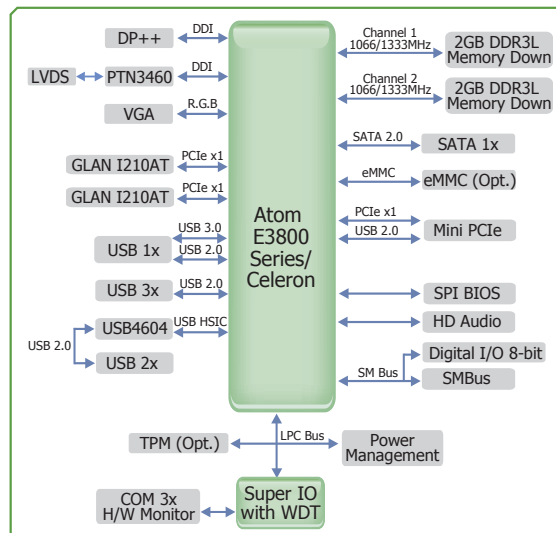 DP++
DDI
LVDS
PTN3460
DDI
VGA
R.G.B
GLAN I210AT
PCIe x1
GLAN I210AT
PCIe x1
USB 1x
USB 3.0
USB 2.0
USB 3x
USB 2.0
USB4604
USB HSIC
USB 2.0
USB 2x
Atom
E3800
Series/
Celeron
Channel 1
1066/1333MHz
2GB DDR3L
Memory Down
Channel 2
1066/1333MHz
2GB DDR3L
Memory Down
SATA 2.0
SATA 1x
eMMC
eMMC (Opt.)
PCIe x1
USB 2.0
Mini PCIe
SPI BIOS
HD Audio
Digital I/O 8-bit
SM Bus
SMBus
TPM (Opt.)
LPC Bus
Power
Management
COM 3x
H/W Monitor
Super IO
with WDT